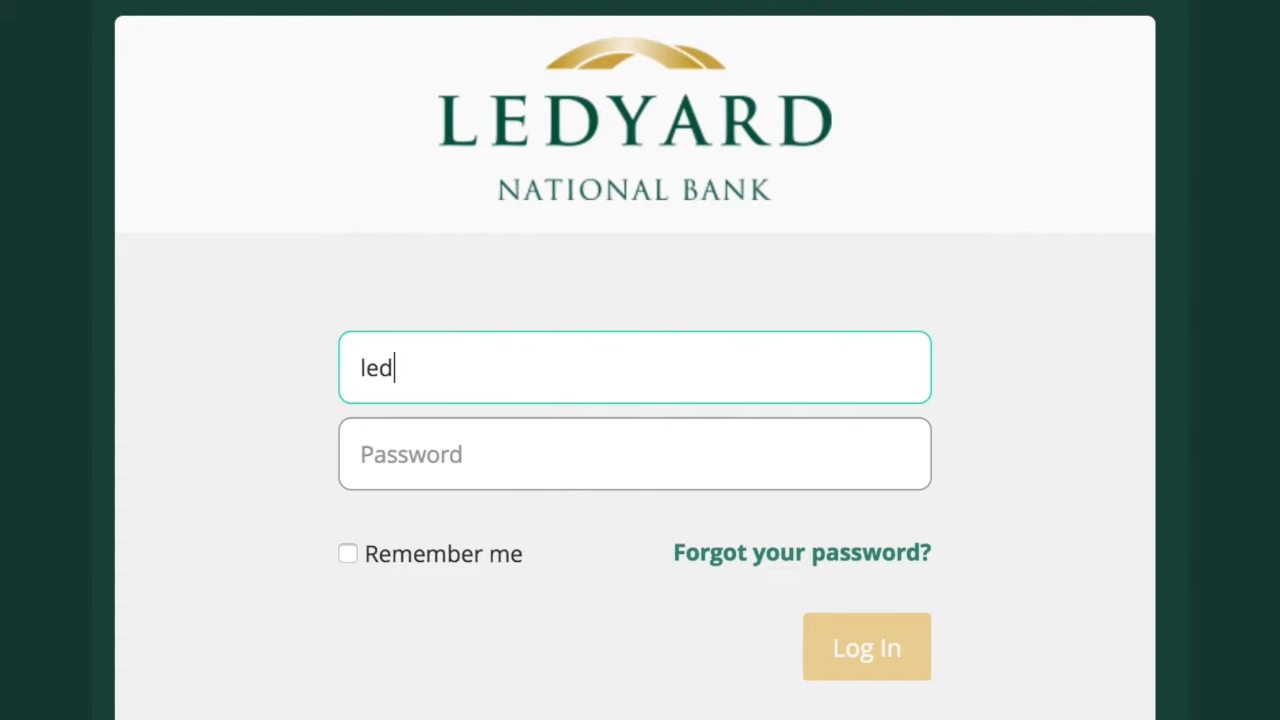 LEDYARD
NATIONAL BANK
led
Password
Remember me
Forgot your password?
Log In